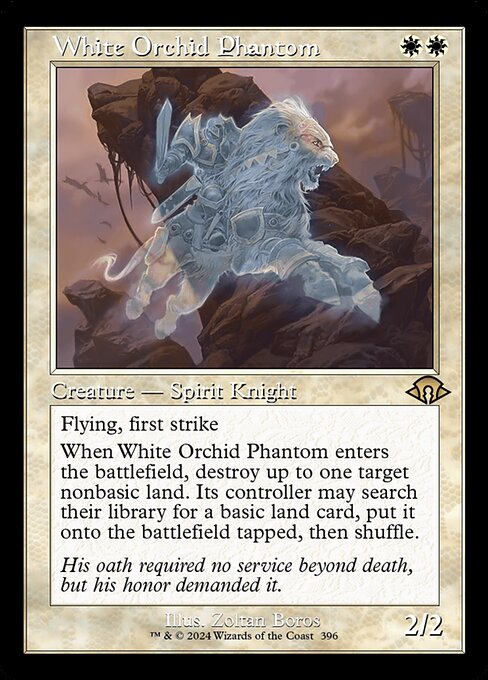 White Orchid Phantom
Creature — Spirit Knight
Flying, first strike
When White Orchid Phantom enters
the battlefield, destroy up to one target
nonbasic land. Its controller may search
their library for a basic land card, put it
onto the battlefield tapped, then shuffle.
His oath required no service beyond death,
but his honor demanded it.
Illus. Zoltan Boros
™ & © 2024 Wizards of the Coast 396
2/2